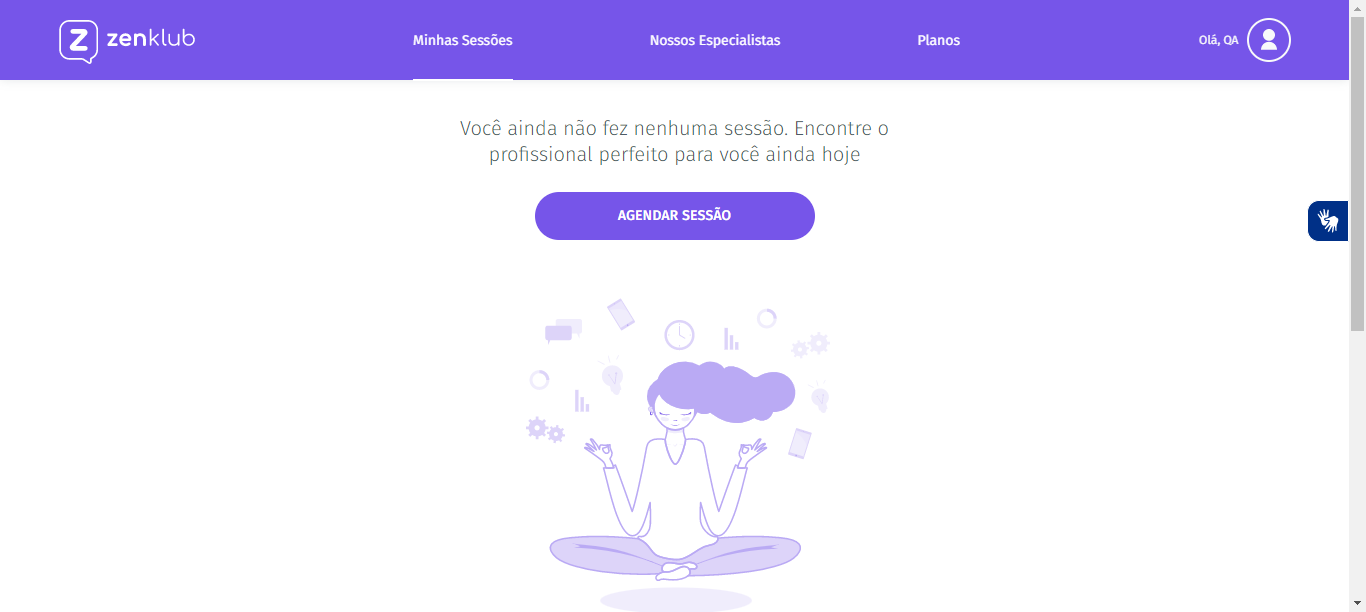 Z zenklub
Minhas Sessões
Nossos Especialistas
Planos
Olá, QA
Você ainda não fez nenhuma sessão. Encontre o
profissional perfeito para você ainda hoje
AGENDAR SESSÃO